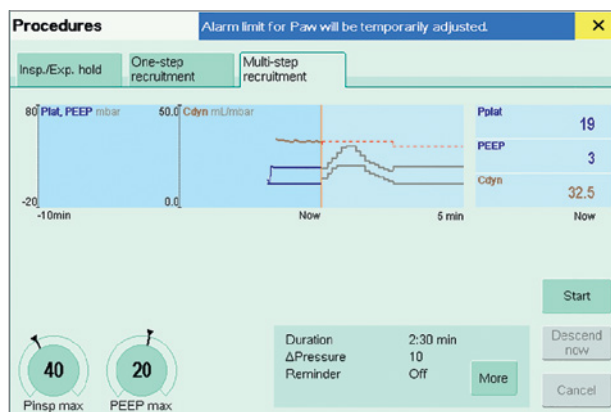 Procedures
Alarm limit for Paw will be temporarily adjusted.
Insp./Exp. hold
One-step
recruitment
Multi-step
recruitment
80 Plat, PEEP mbar
50.0 Cdyn mL/mbar
-20
0.0
-10min
Now
5 min
Pplat
19
PEEP
3
Cdyn
32.5
Now
Start
Descend
now
Cancel
40
Pinsp max
20
PEEP max
Duration 2:30 min
ΔPressure 10
Reminder Off
More